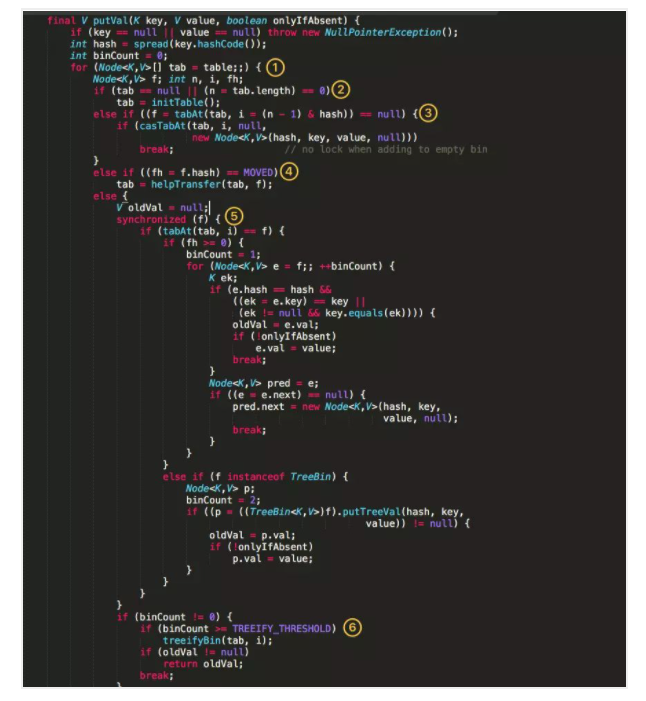 final V putVal(K key, V value, boolean onlyIfAbsent) {
if (key == null || value == null) throw new NullPointerException();
int hash = spread(key.hashCode());
int binCount = 0;
for (Node<K,V>[] tab = table;;) { 1
Node<K,V> f; int n, i, fh;
if (tab == null || (n = tab.length) == 0) 2
tab = initTable();
else if ((f = tabAt(tab, i = (n - 1) & hash)) == null) { 3
if (casTabAt(tab, i, null,
new Node<K,V>(hash, key, value, null)))
break; // no lock when adding to empty bin
}
else if ((fh = f.hash) == MOVED) 4
tab = helpTransfer(tab, f);
else {
V oldVal = null;
synchronized (f) { 5
if (tabAt(tab, i) == f) {
if (fh >= 0) {
binCount = 1;
for (Node<K,V> e = f;; ++binCount) {
K ek;
if (e.hash == hash &&
((ek = e.key) == key ||
(ek != null && key.equals(ek)))) {
oldVal = e.val;
if (!onlyIfAbsent)
e.val = value;
break;
}
Node<K,V> pred = e;
if ((e = e.next) == null) {
pred.next = new Node<K,V>(hash, key,
value, null);
break;
}
}
}
else if (f instanceof TreeBin) {
Node<K,V> p;
binCount = 2;
if ((p = ((TreeBin<K,V>)f).putTreeVal(hash, key,
value)) != null) {
oldVal = p.val;
if (!onlyIfAbsent)
p.val = value;
}
}
}
}
if (binCount != 0) {
if (binCount >= TREEIFY_THRESHOLD) 6
treeifyBin(tab, i);
if (oldVal != null)
return oldVal;
break;
}